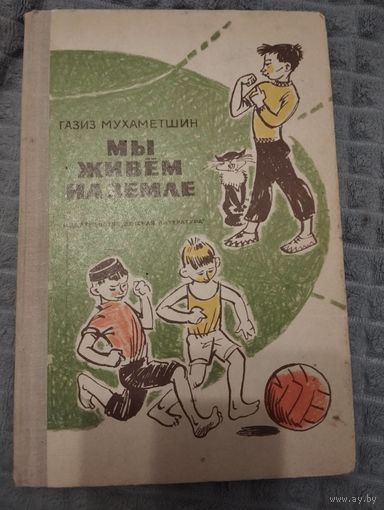 ГАЗИЗ МУХАМЕТШИН
МЫ
ЖИВЁМ
НА ЗЕМЛЕ
ИЗДАТЕЛЬСТВО "ДЕТСКАЯ ЛИТЕРАТУРА"
www.ay.by